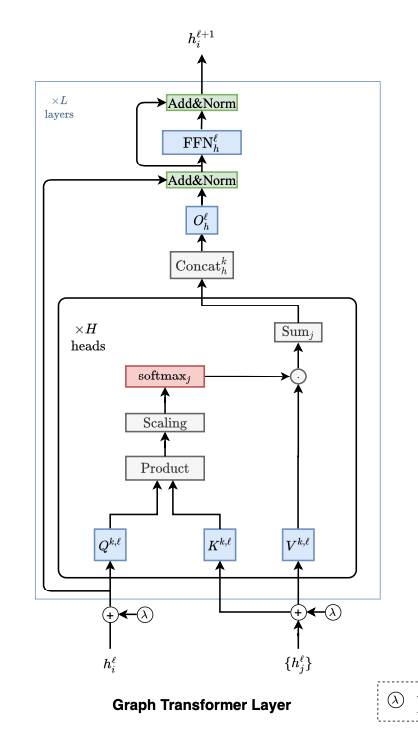 h_i^{ℓ+1}
×L
layers
Add&Norm
FFN_h^ℓ
Add&Norm
O_h^ℓ
Concat_h^k
×H
heads
Sum_j
softmax_j
·
Scaling
Product
Q^{k,ℓ} K^{k,ℓ} V^{k,ℓ}
+ λ + λ
h_i^ℓ {h_j^ℓ}
Graph Transformer Layer
λ